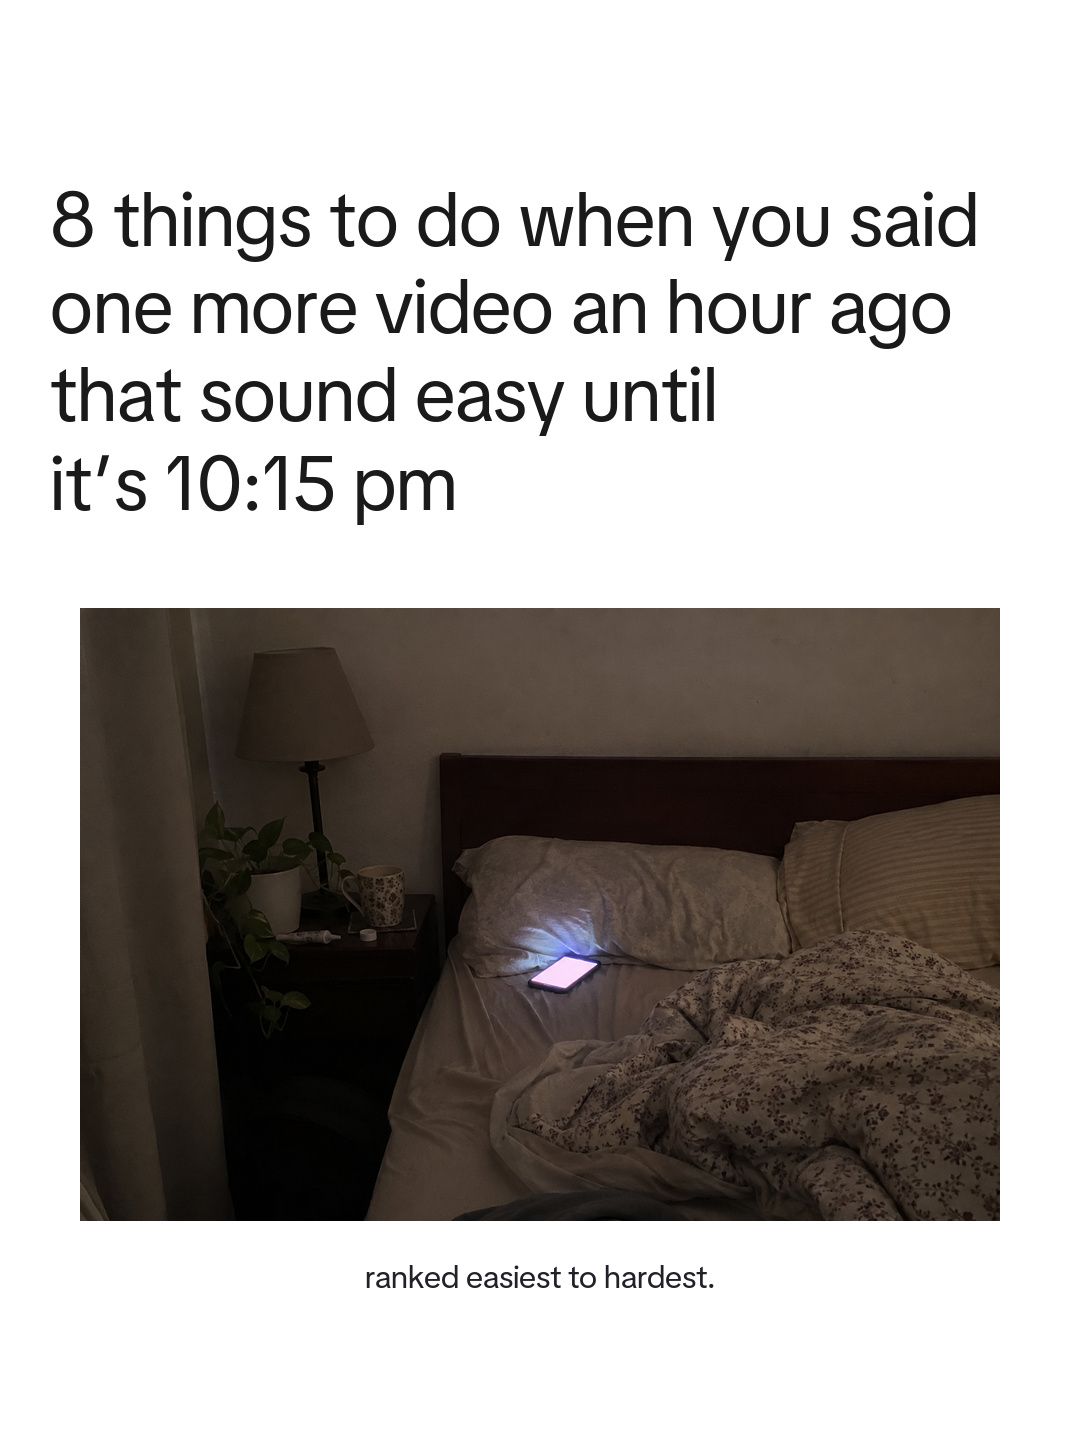 8 things to do when you said
one more video an hour ago
that sound easy until
it’s 10:15 pm
ranked easiest to hardest.